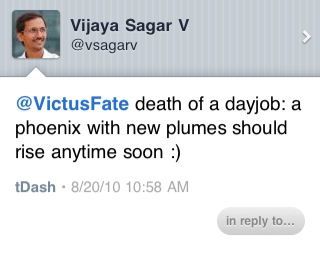 Vijaya Sagar V
@vsagarv
@VictusFate death of a dayjob: a
phoenix with new plumes should
rise anytime soon :)
tDash • 8/20/10 10:58 AM
in reply to...